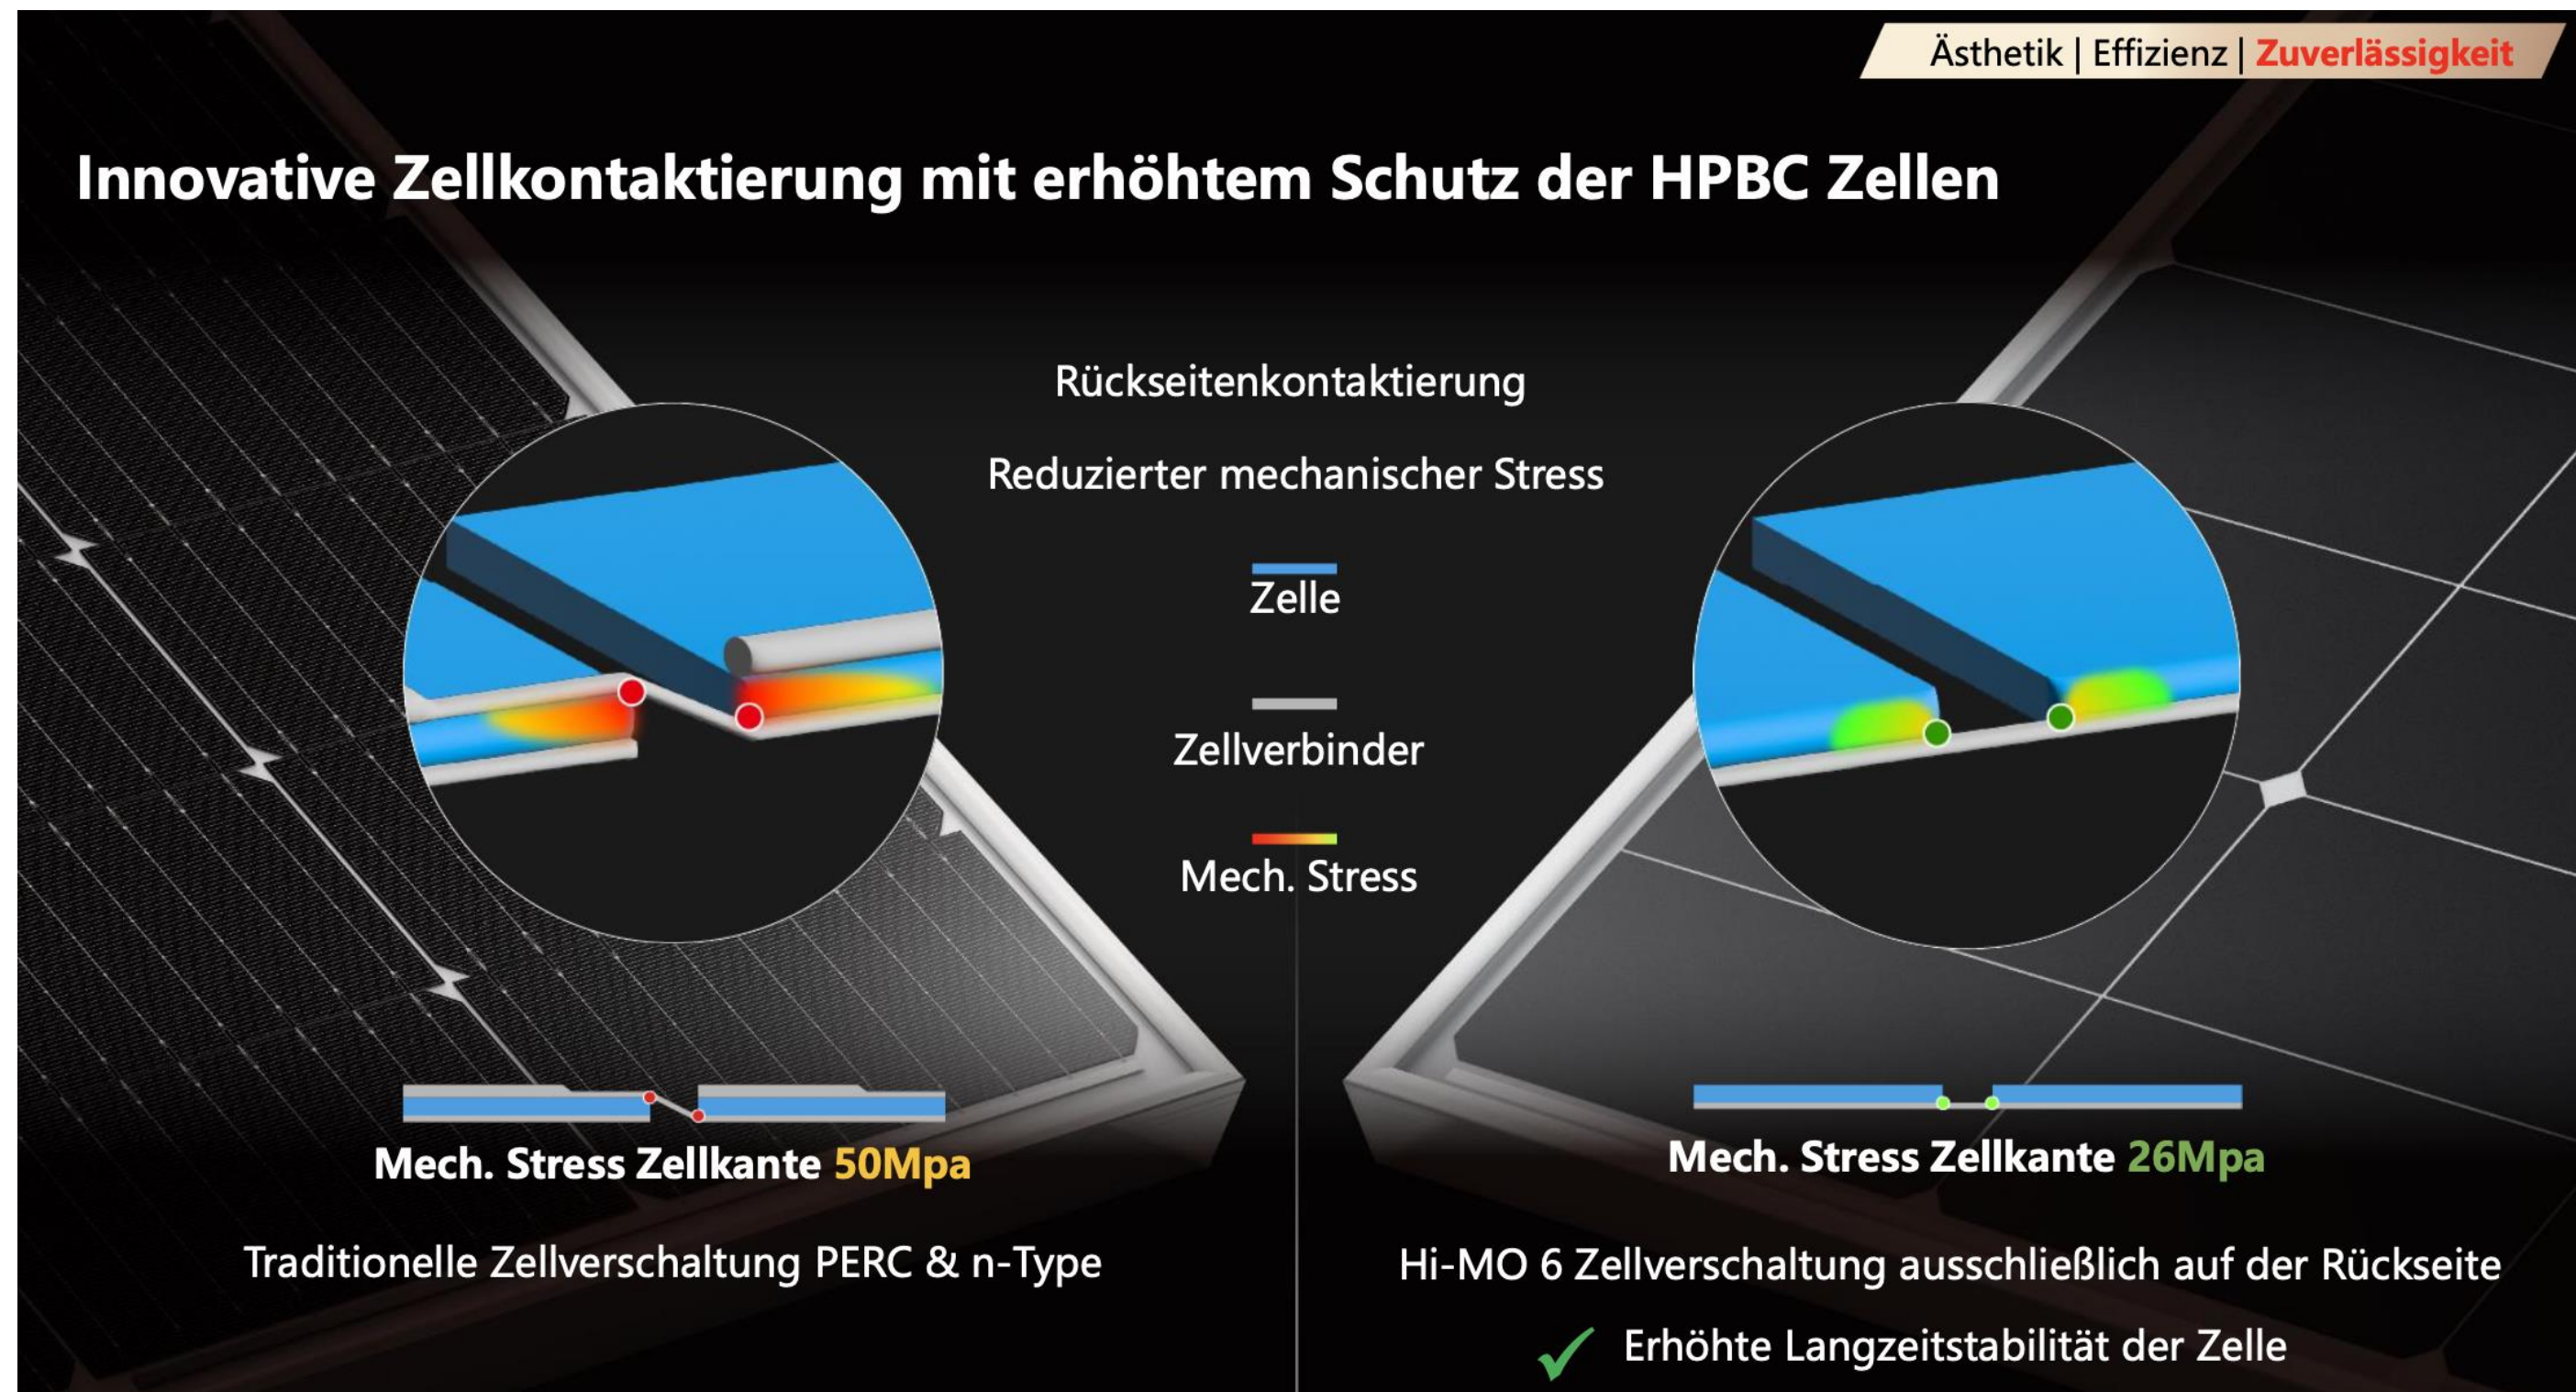 Ästhetik | Effizienz | Zuverlässigkeit
Innovative Zellkontaktierung mit erhöhtem Schutz der HPBC Zellen
Rückseitenkontaktierung
Reduzierter mechanischer Stress
Zelle
Zellverbinder
Mech. Stress
Mech. Stress Zellkante 50Mpa
Traditionelle Zellverschaltung PERC & n-Type
Mech. Stress Zellkante 26Mpa
Hi-MO 6 Zellverschaltung ausschließlich auf der Rückseite
Erhöhte Langzeitstabilität der Zelle